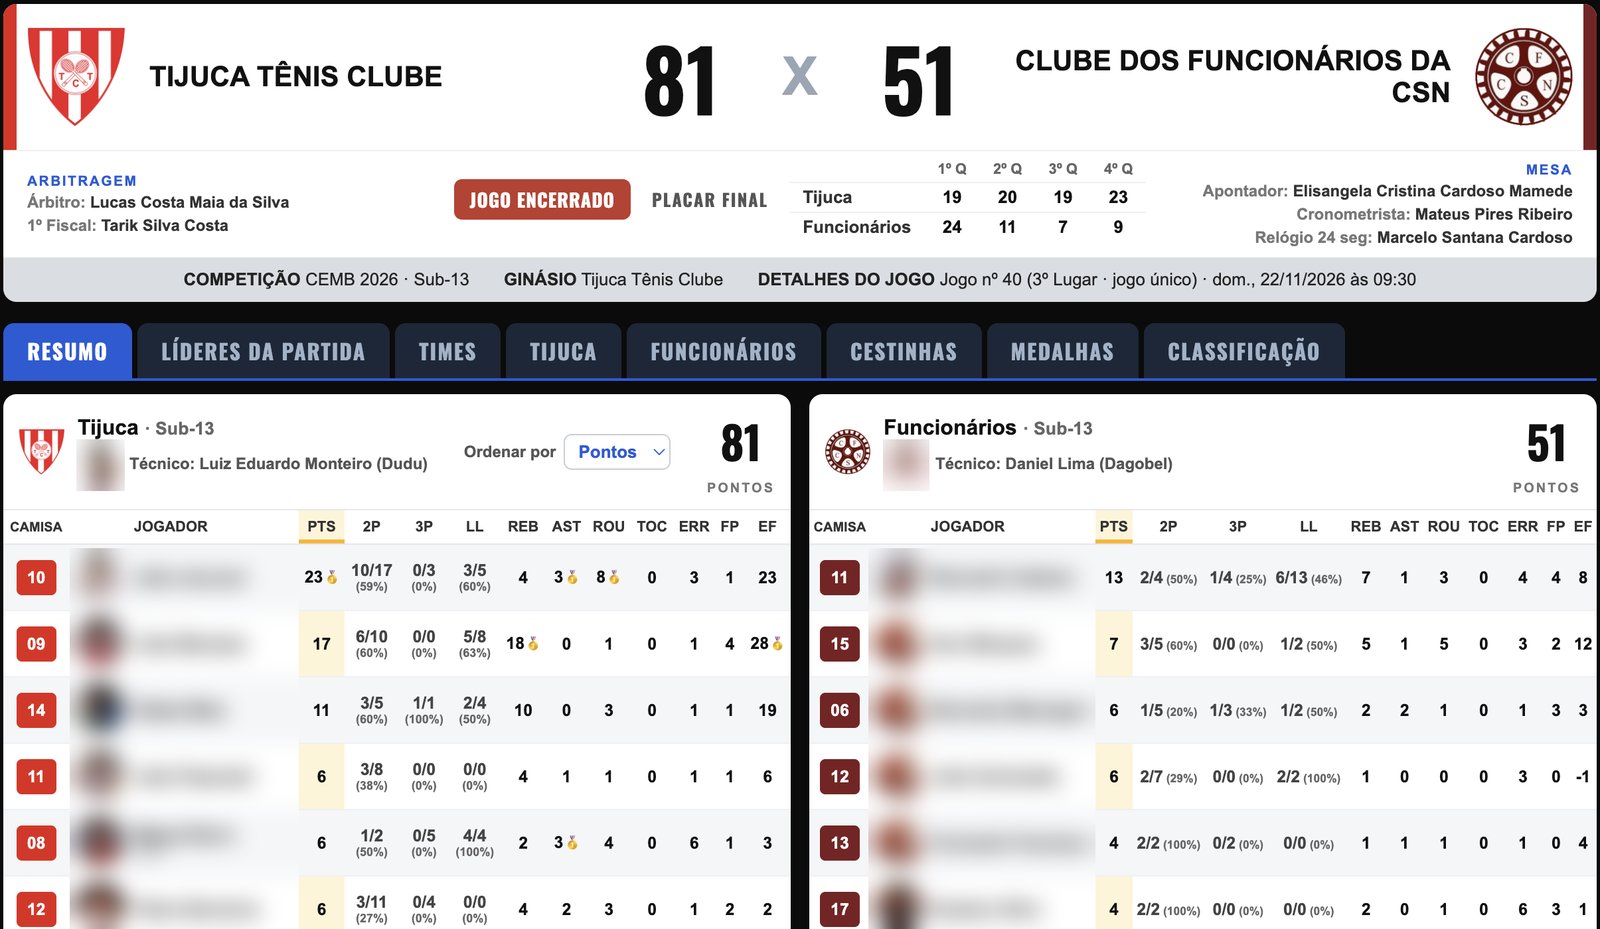 TIJUCA TÊNIS CLUBE
81 X 51
CLUBE DOS FUNCIONÁRIOS DA
CSN
ARBITRAGEM
Árbitro: Lucas Costa Maia da Silva
1º Fiscal: Tarik Silva Costa
JOGO ENCERRADO
PLACAR FINAL
1º Q 2º Q 3º Q 4º Q
Tijuca 19 20 19 23
Funcionários 24 11 7 9
MESA
Apontador: Elisangela Cristina Cardoso Mamede
Cronometrista: Mateus Pires Ribeiro
Relógio 24 seg: Marcelo Santana Cardoso
COMPETIÇÃO CEMB 2026 · Sub-13 GINÁSIO Tijuca Tênis Clube DETALHES DO JOGO Jogo nº 40 (3º Lugar · jogo único) · dom., 22/11/2026 às 09:30
RESUMO LÍDERES DA PARTIDA TIMES TIJUCA FUNCIONÁRIOS CESTINHAS MEDALHAS CLASSIFICAÇÃO
Tijuca · Sub-13
Técnico: Luiz Eduardo Monteiro (Dudu)
Ordenar por Pontos
81
PONTOS
CAMISA JOGADOR PTS 2P 3P LL REB AST ROU TOC ERR FP EF
10 23 10/17 (59%) 0/3 (0%) 3/5 (60%) 4 3 8 0 3 1 23
09 17 6/10 (60%) 0/0 (0%) 5/8 (63%) 18 0 1 0 1 4 28
14 11 3/5 (60%) 1/1 (100%) 2/4 (50%) 10 0 3 0 1 1 19
11 6 3/8 (38%) 0/0 (0%) 0/0 (0%) 4 1 1 0 1 1 6
08 6 1/2 (50%) 0/5 (0%) 4/4 (100%) 2 3 4 0 6 1 3
12 6 3/11 (27%) 0/4 (0%) 0/0 (0%) 4 2 3 0 1 2 2
Funcionários · Sub-13
Técnico: Daniel Lima (Dagobel)
51
PONTOS
CAMISA JOGADOR PTS 2P 3P LL REB AST ROU TOC ERR FP EF
11 13 2/4 (50%) 1/4 (25%) 6/13 (46%) 7 1 3 0 4 4 8
15 7 3/5 (60%) 0/0 (0%) 1/2 (50%) 5 1 5 0 3 2 12
06 6 1/5 (20%) 1/3 (33%) 1/2 (50%) 2 2 1 0 1 3 3
12 6 2/7 (29%) 0/0 (0%) 2/2 (100%) 1 0 0 0 3 0 -1
13 4 2/2 (100%) 0/2 (0%) 0/0 (0%) 1 1 1 0 1 0 4
17 4 2/2 (100%) 0/0 (0%) 0/0 (0%) 2 0 1 0 6 3 1